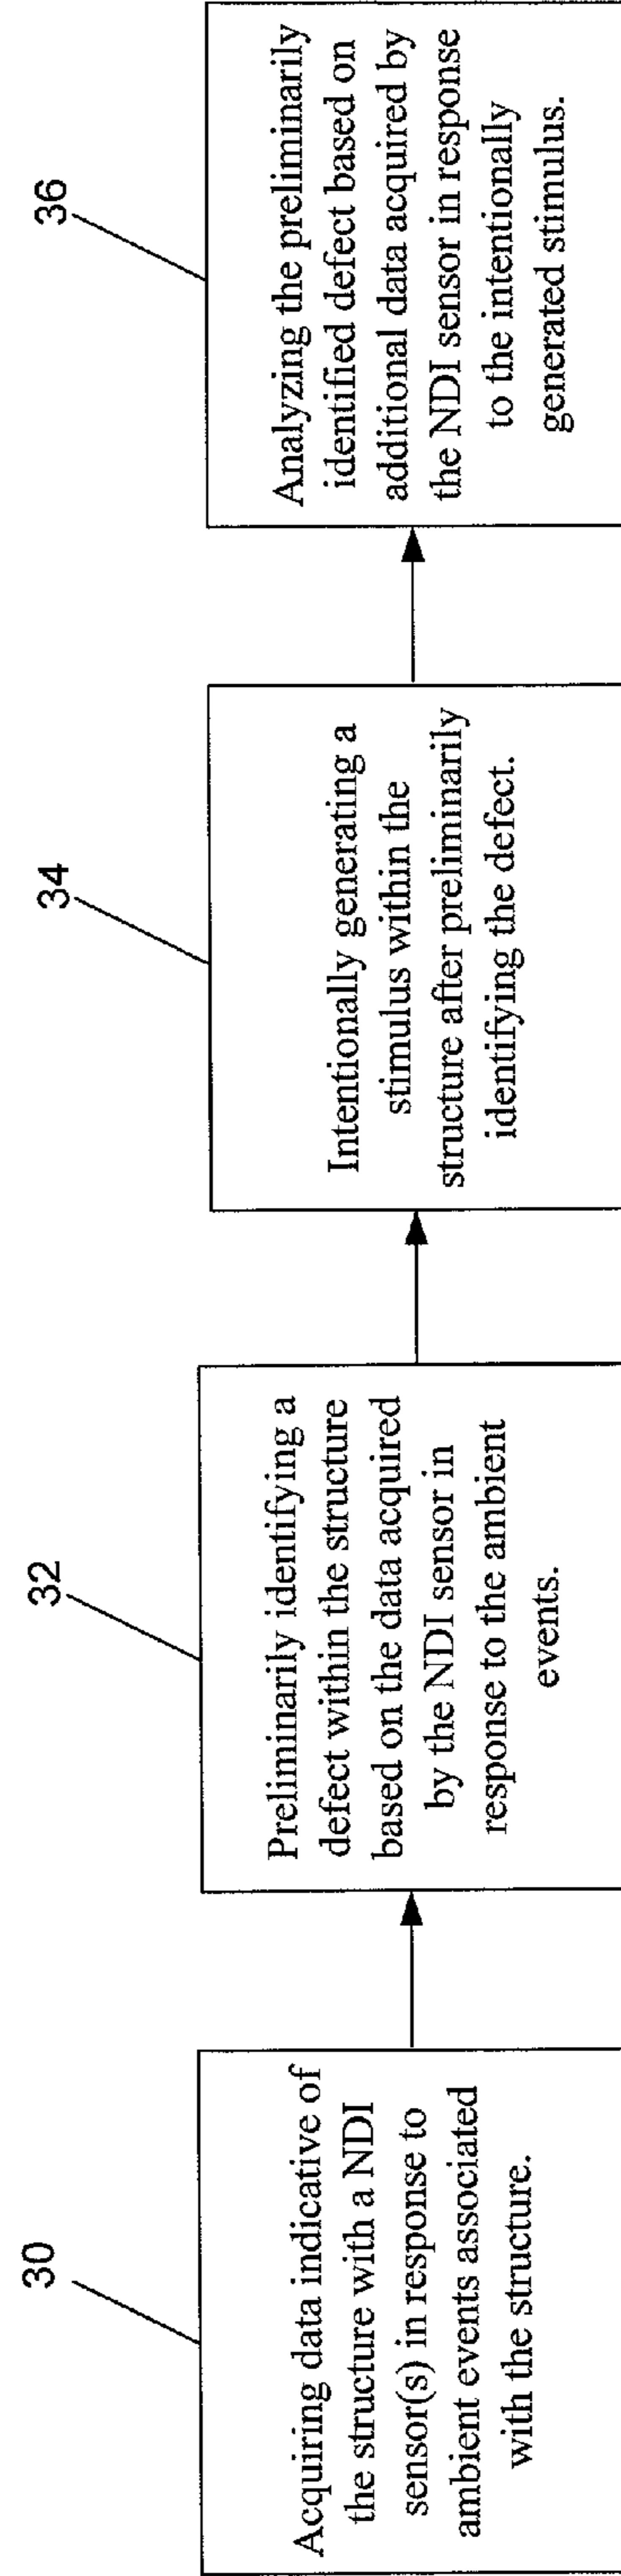 30
Acquiring data indicative of
the structure with a NDI
sensor(s) in response to
ambient events associated
with the structure.
32
Preliminarily identifying a
defect within the structure
based on the data acquired
by the NDI sensor in
response to the ambient
events.
34
Intentionally generating a
stimulus within the
structure after preliminarily
identifying the defect.
36
Analyzing the preliminarily
identified defect based on
additional data acquired by
the NDI sensor in response
to the intentionally
generated stimulus.